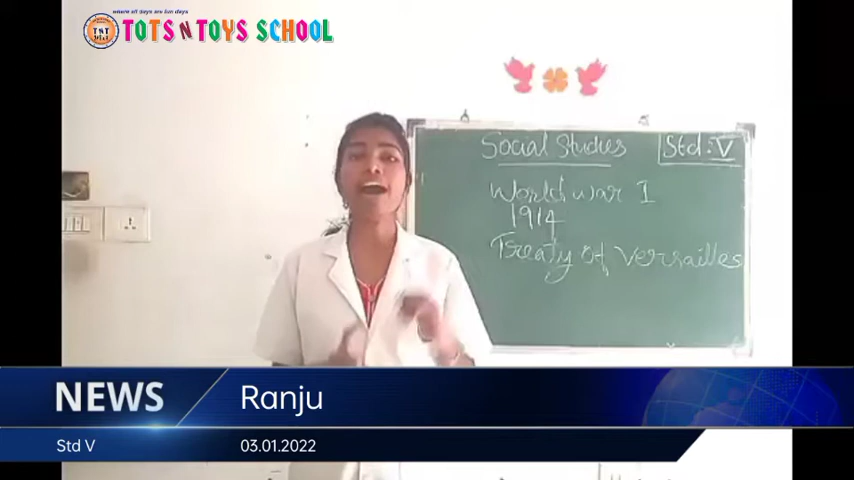 where all days are fun days
TOTS N TOYS SCHOOL
TNT
Social Studies
Std: V
World war I
1914
Treaty of Versailles
NEWS
Ranju
Std V
03.01.2022